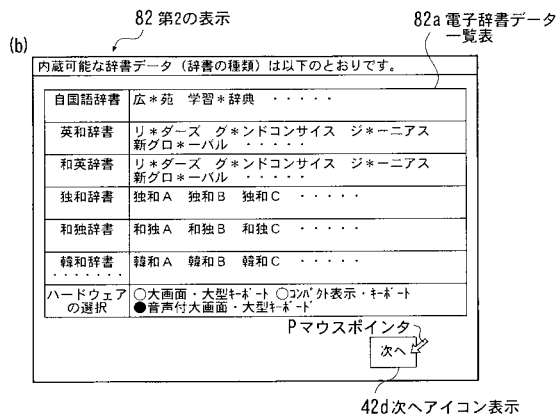 82 第2の表示
82a 電子辞書データ
一覧表
(b)
内蔵可能な辞書データ（辞書の種類）は以下のとおりです。
自国語辞書 広＊苑 学習＊辞典 ・・・・・
英和辞書 リ＊ダーズ グ＊ンドコンサイス ジ＊ーニアス
新グロ＊ーバル ・・・・・
和英辞書 リ＊ダーズ グ＊ンドコンサイス ジ＊ーニアス
新グロ＊ーバル ・・・・・
独和辞書 独和A 独和B 独和C ・・・・・
和独辞書 和独A 和独B 和独C ・・・・・
韓和辞書 韓和A 韓和B 韓和C ・・・・・
・・・・・・・
ハードウェア ○大画面・大型ｷｰﾎﾞｰﾄ ○ｺﾝﾊﾟｸﾄ表示・ｷｰﾎﾞｰﾄ
の選択 ●音声付大画面・大型ｷｰﾎﾞｰﾄﾞ
Pマウスポインタ
次へ
42d次へアイコン表示